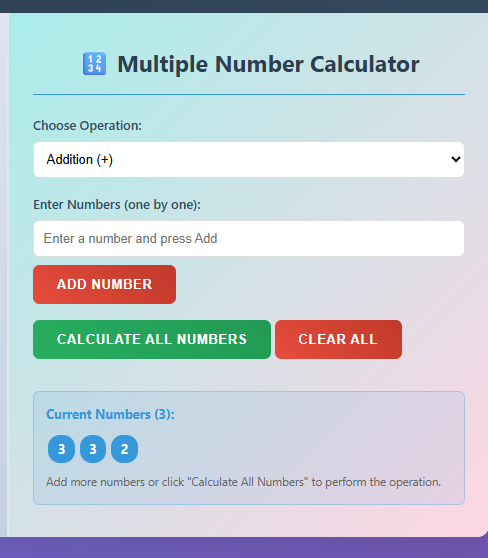 1234 Multiple Number Calculator
Choose Operation:
Addition (+)
Enter Numbers (one by one):
Enter a number and press Add
ADD NUMBER
CALCULATE ALL NUMBERS CLEAR ALL
Current Numbers (3):
3 3 2
Add more numbers or click "Calculate All Numbers" to perform the operation.